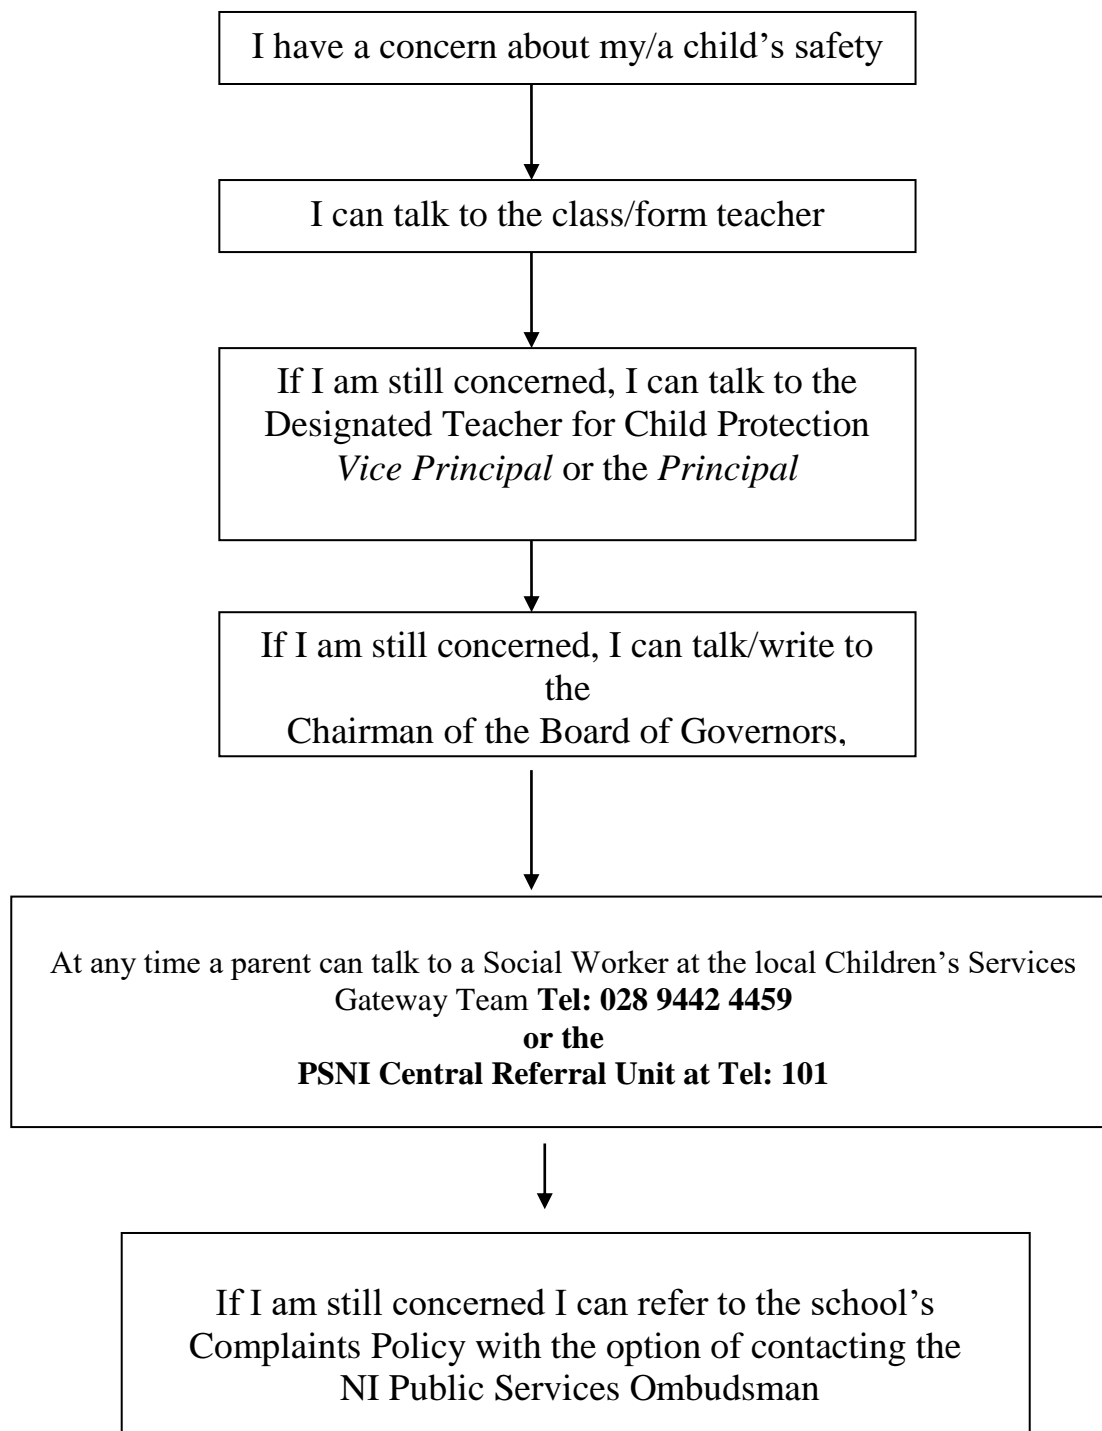 I have a concern about my/a child’s safety
I can talk to the class/form teacher
If I am still concerned, I can talk to the
Designated Teacher for Child Protection
Vice Principal or the Principal
If I am still concerned, I can talk/write to
the
Chairman of the Board of Governors,
At any time a parent can talk to a Social Worker at the local Children’s Services
Gateway Team Tel: 028 9442 4459
or the
PSNI Central Referral Unit at Tel: 101
If I am still concerned I can refer to the school’s
Complaints Policy with the option of contacting the
NI Public Services Ombudsman